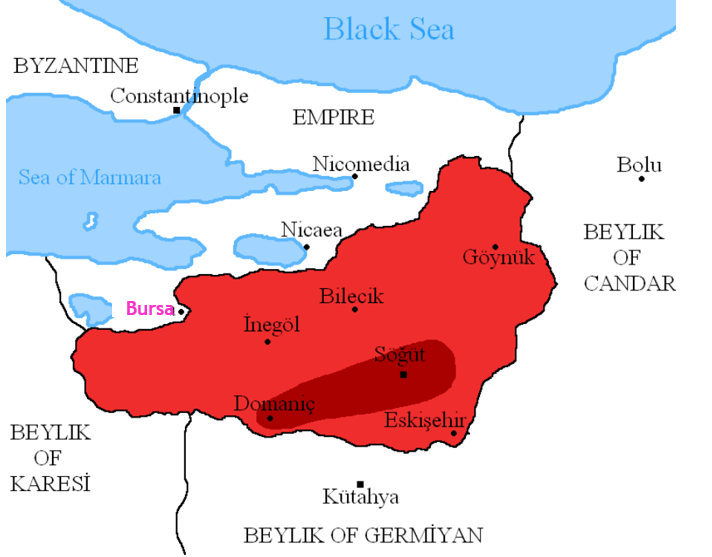 Black Sea
BYZANTINE
Constantinople
EMPIRE
Nicomedia
Bolu
Sea of Marmara
Nicaea
BEYLIK
OF
CANDAR
Göynük
Bilecik
Bursa
İnegöl
Söğüt
Domaniç
Eskişehir
BEYLIK
OF
KARESİ
Kütahya
BEYLIK OF GERMİYAN